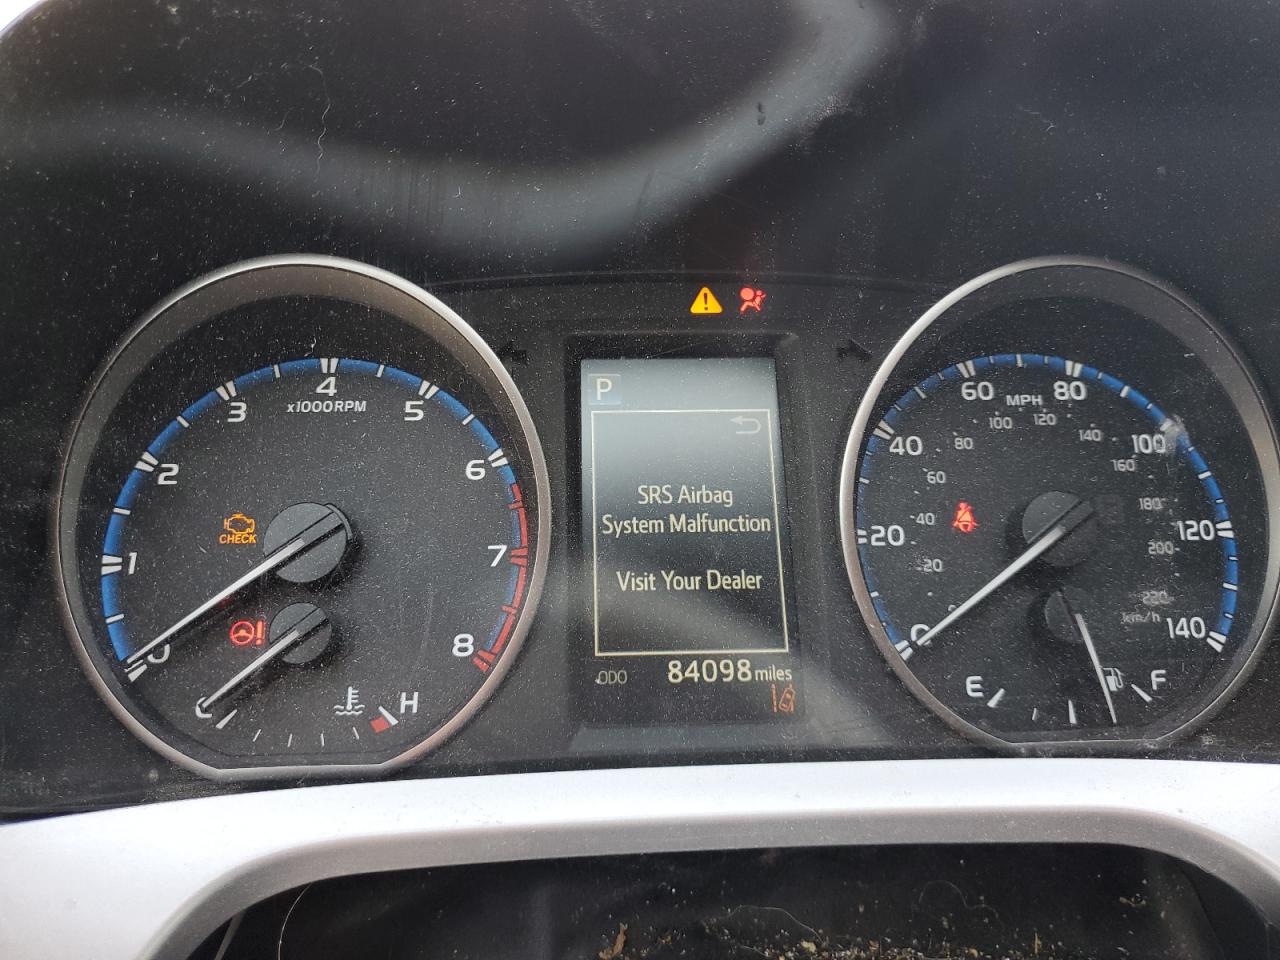 P
SRS Airbag
System Malfunction
Visit Your Dealer
ODO 84098 miles
0
1
2
3
4
5
6
7
8
x1000RPM
CHECK
C
H
0
20
40
60
80
100
120
140
MPH
20
40
60
80
100
120
140
160
180
200
220
km/h
E
F